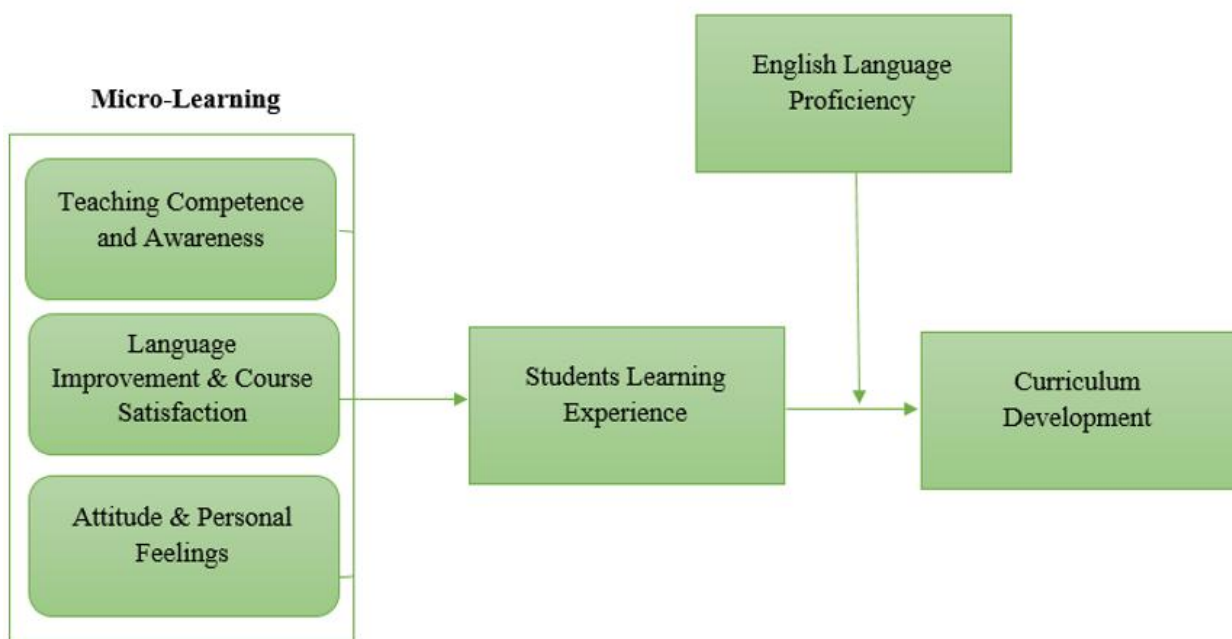 English Language
Proficiency
Micro-Learning
Teaching Competence
and Awareness
Language
Improvement & Course
Satisfaction
Attitude & Personal
Feelings
Students Learning
Experience
Curriculum
Development